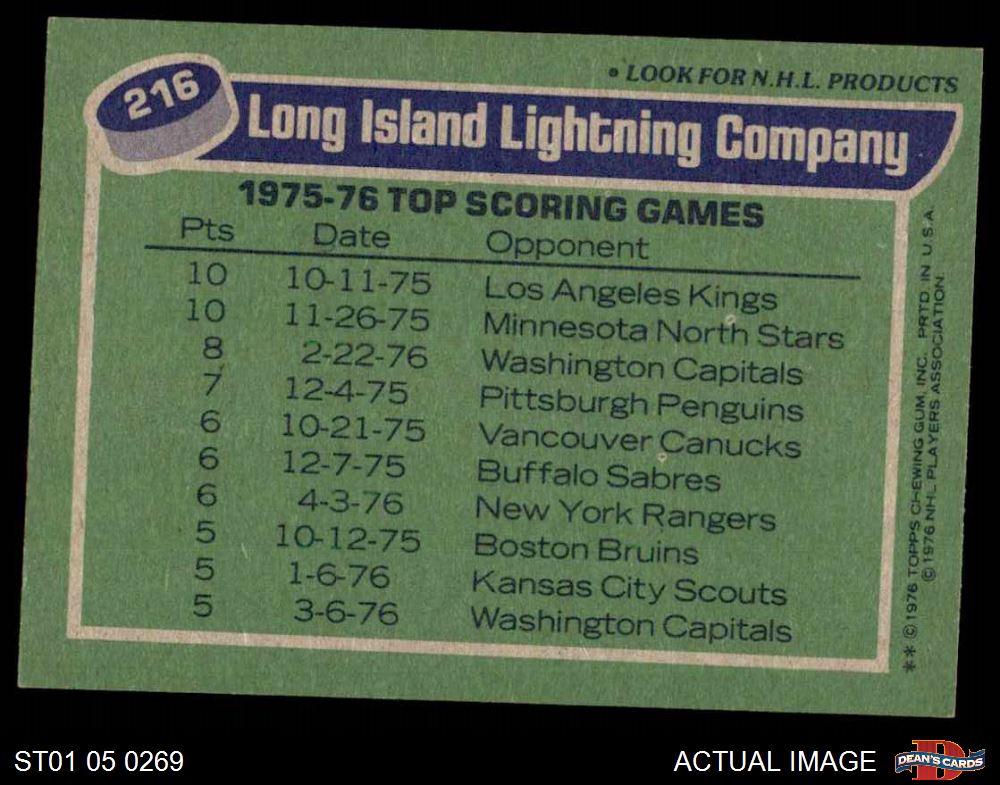 • LOOK FOR N.H.L. PRODUCTS
216
Long Island Lightning Company
1975-76 TOP SCORING GAMES
Pts Date Opponent
10 10-11-75 Los Angeles Kings
10 11-26-75 Minnesota North Stars
8 2-22-76 Washington Capitals
7 12-4-75 Pittsburgh Penguins
6 10-21-75 Vancouver Canucks
6 12-7-75 Buffalo Sabres
6 4-3-76 New York Rangers
5 10-12-75 Boston Bruins
5 1-6-76 Kansas City Scouts
5 3-6-76 Washington Capitals
** © 1976 TOPPS CHEWING GUM, INC. PRTD. IN U.S.A.
© 1976 NHL PLAYERS ASSOCIATION
ST01 05 0269
ACTUAL IMAGE
D
DEAN'S CARDS